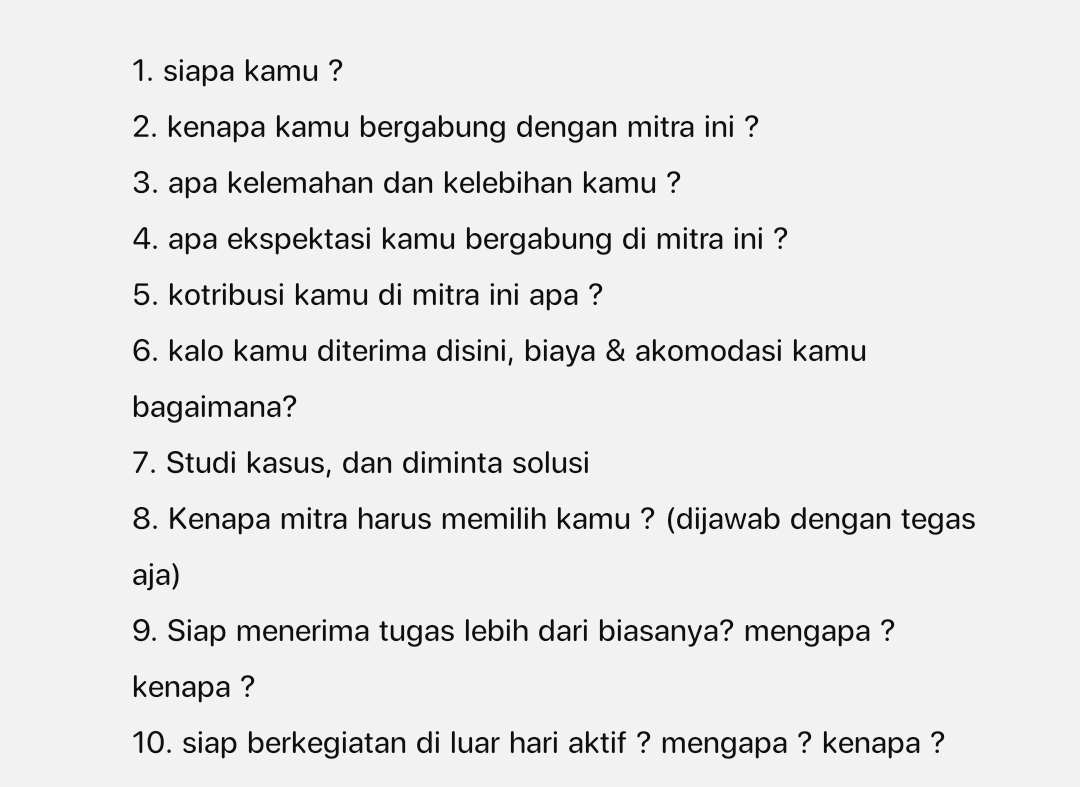 1. siapa kamu ?
2. kenapa kamu bergabung dengan mitra ini ?
3. apa kelemahan dan kelebihan kamu ?
4. apa ekspektasi kamu bergabung di mitra ini ?
5. kotribusi kamu di mitra ini apa ?
6. kalo kamu diterima disini, biaya & akomodasi kamu
bagaimana?
7. Studi kasus, dan diminta solusi
8. Kenapa mitra harus memilih kamu ? (dijawab dengan tegas
aja)
9. Siap menerima tugas lebih dari biasanya? mengapa ?
kenapa ?
10. siap berkegiatan di luar hari aktif ? mengapa ? kenapa ?